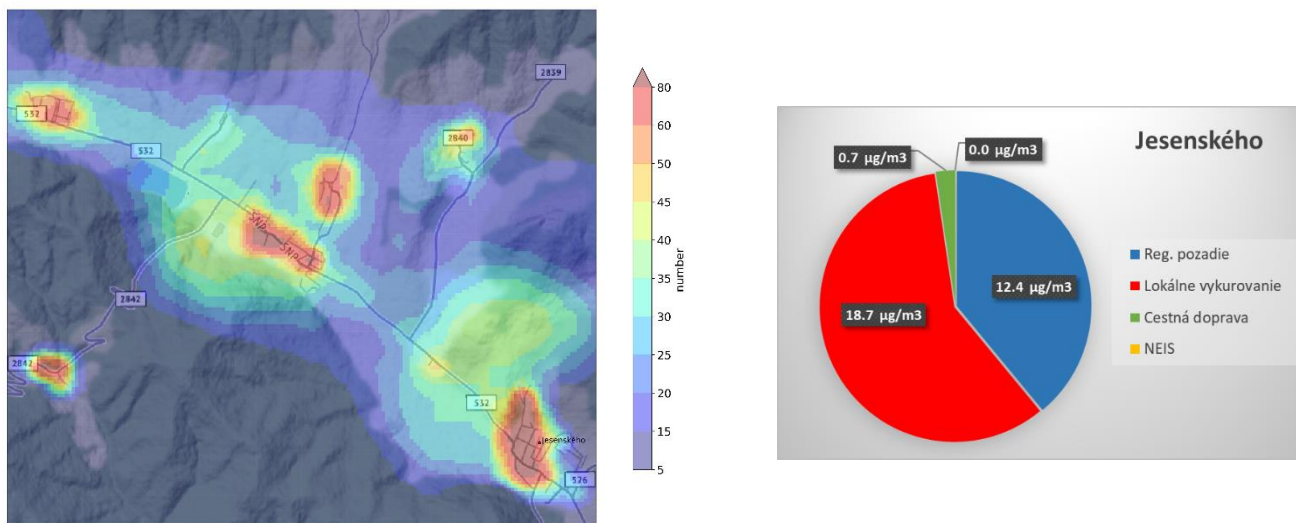 2839
532
2840
532
SNP
SNP
2842
2842
532
Jesenského
526
80
60
50
45
40
35
30
25
20
15
5
number
Jesenského
0.7 µg/m3
0.0 µg/m3
12.4 µg/m3
18.7 µg/m3
Reg. pozadie
Lokálne vykurovanie
Cestná doprava
NEIS